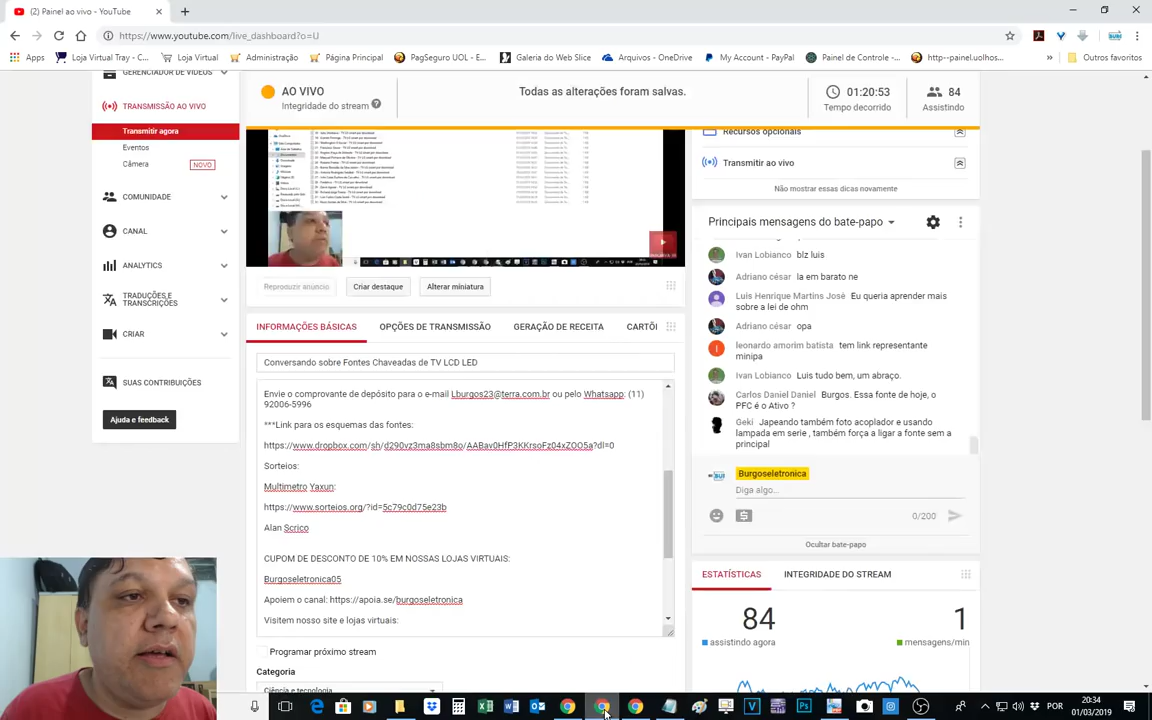 (2) Painel ao vivo - YouTube
https://www.youtube.com/live_dashboard?o=U
Apps
Loja Virtual Tray - C...
Loja Virtual
Administração
Página Principal
PagSeguro UOL - E...
Galeria do Web Slice
Arquivos - OneDrive
My Account - PayPal
Painel de Controle -...
http--painel.uolhos...
»
Outros favoritos
GERENCIADOR DE VÍDEOS
TRANSMISSÃO AO VIVO
Transmitir agora
Eventos
Câmera
NOVO
COMUNIDADE
CANAL
ANALYTICS
TRADUÇÕES E
TRANSCRIÇÕES
CRIAR
SUAS CONTRIBUIÇÕES
Ajuda e feedback
AO VIVO
Integridade do stream
Todas as alterações foram salvas.
01:20:53
Tempo decorrido
84
Assistindo
Reproduzir anúncio
Criar destaque
Alterar miniatura
INFORMAÇÕES BÁSICAS
OPÇÕES DE TRANSMISSÃO
GERAÇÃO DE RECEITA
CARTÕI
Conversando sobre Fontes Chaveadas de TV LCD LED
Envie o comprovante de depósito para o e-mail Lburgos23@terra.com.br ou pelo Whatsapp: (11)
92006-5996
***Link para os esquemas das fontes:
https://www.dropbox.com/sh/d290vz3ma8sbm8o/AABav0HfP3KKrsoFz04xZOO5a?dl=0
Sorteios:
Multimetro Yaxun:
https://www.sorteios.org/?id=5c79c0d75e23b
Alan Scriço
CUPOM DE DESCONTO DE 10% EM NOSSAS LOJAS VIRTUAIS:
Burgoseletronica05
Apoiem o canal: https://apoia.se/burgoseletronica
Visitem nosso site e lojas virtuais:
Programar próximo stream
Categoria
Ciência e tecnologia
Recursos opcionais
Transmitir ao vivo
Não mostrar essas dicas novamente
Principais mensagens do bate-papo
Ivan Lobianco blz luis
Adriano césar la em barato ne
Luis Henrique Martins José Eu queria aprender mais
sobre a lei de ohm
Adriano césar opa
leonardo amorim batista tem link representante
minipa
Ivan Lobianco Luis tudo bem, um abraço.
Carlos Daniel Daniel Burgos. Essa fonte de hoje, o
PFC é o Ativo ?
Geki Japeando também foto acoplador e usando
lampada em serie , também força a ligar a fonte sem a
principal
Burgoseletronica
Diga algo...
0/200
Ocultar bate-papo
ESTATÍSTICAS
INTEGRIDADE DO STREAM
84
assistindo agora
1
mensagens/min
POR
20:34
01/03/2019